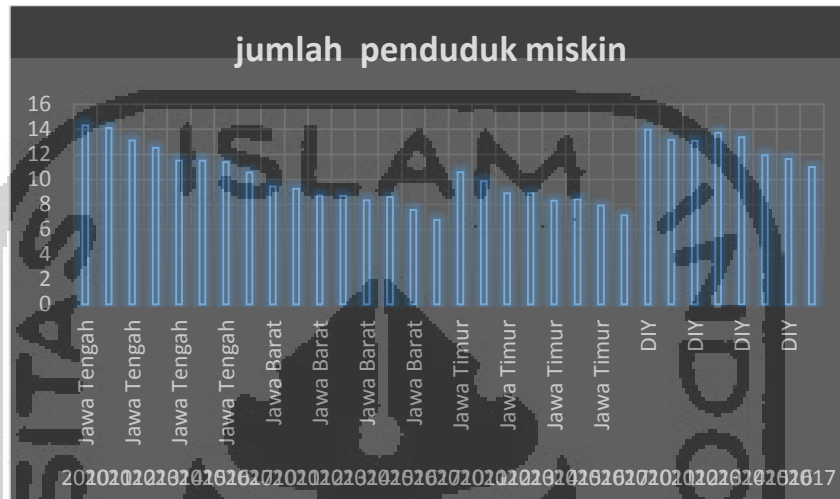 jumlah penduduk miskin
16
14
12
10
8
6
4
2
0
Jawa Tengah
Jawa Tengah
Jawa Tengah
Jawa Tengah
Jawa Barat
Jawa Barat
Jawa Barat
Jawa Barat
Jawa Timur
Jawa Timur
Jawa Timur
Jawa Timur
DIY
DIY
DIY
DIY
ISLAM
SITAS